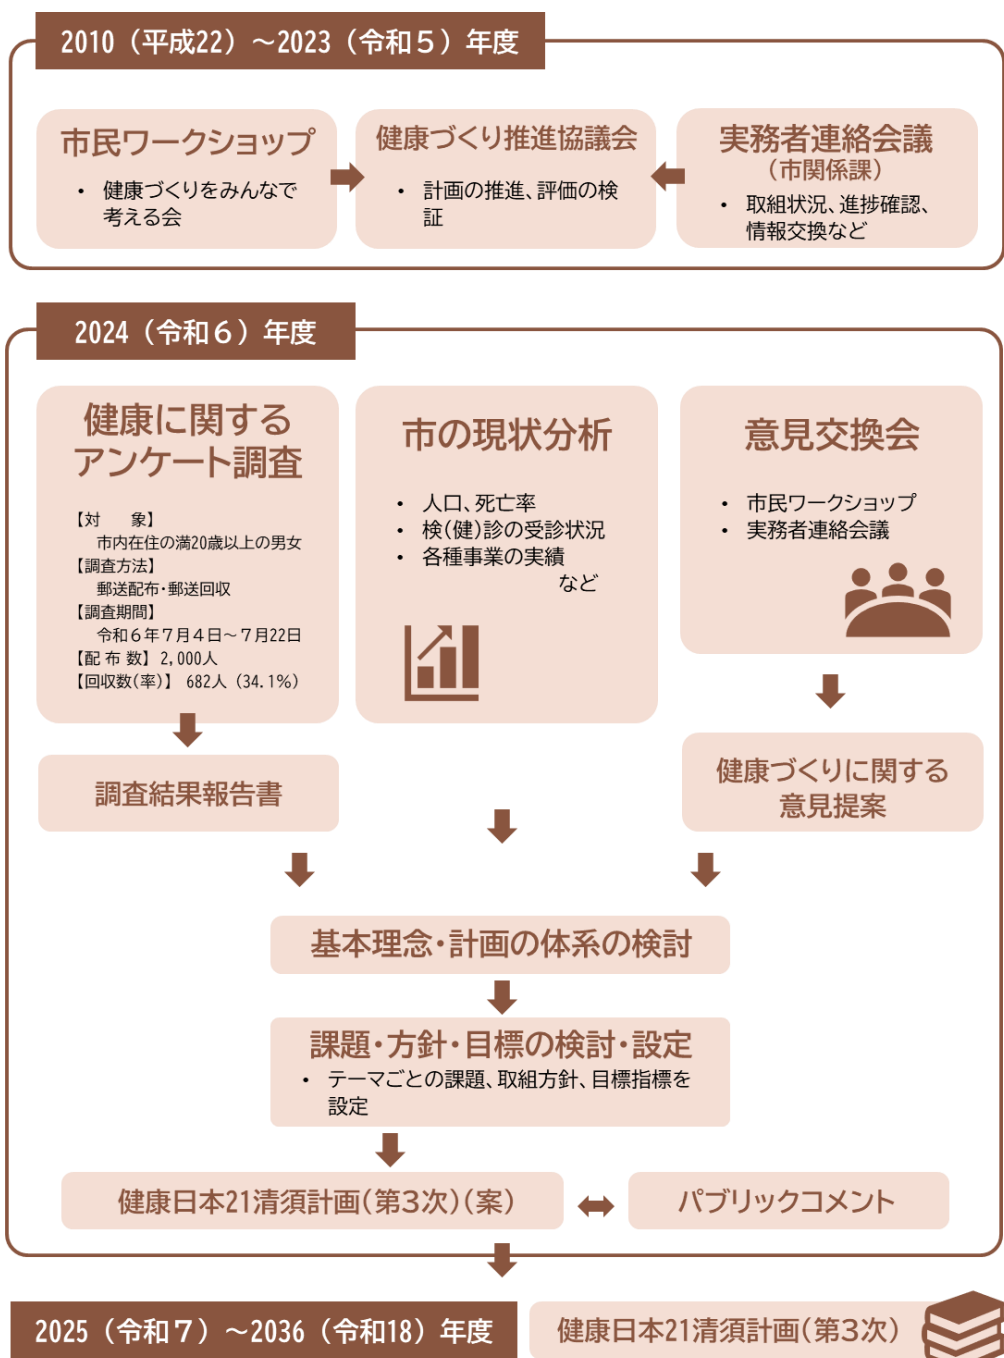 2010（平成22）～2023（令和５）年度
市民ワークショップ
• 健康づくりをみんなで
考える会
健康づくり推進協議会
• 計画の推進、評価の検
証
実務者連絡会議
（市関係課）
• 取組状況、進捗確認、
情報交換など
2024（令和６）年度
健康に関する
アンケート調査
【対　　象】
市内在住の満20歳以上の男女
【調査方法】
郵送配布・郵送回収
【調査期間】
令和６年７月４日～７月22日
【配 布 数】 2,000人
【回収数(率)】 682人（34.1％）
市の現状分析
• 人口、死亡率
• 検(健)診の受診状況
• 各種事業の実績
など
意見交換会
• 市民ワークショップ
• 実務者連絡会議
調査結果報告書
健康づくりに関する
意見提案
基本理念・計画の体系の検討
課題・方針・目標の検討・設定
• テーマごとの課題、取組方針、目標指標を
設定
健康日本21清須計画(第３次)(案)
パブリックコメント
2025（令和７）～2036（令和18）年度
健康日本21清須計画(第３次)